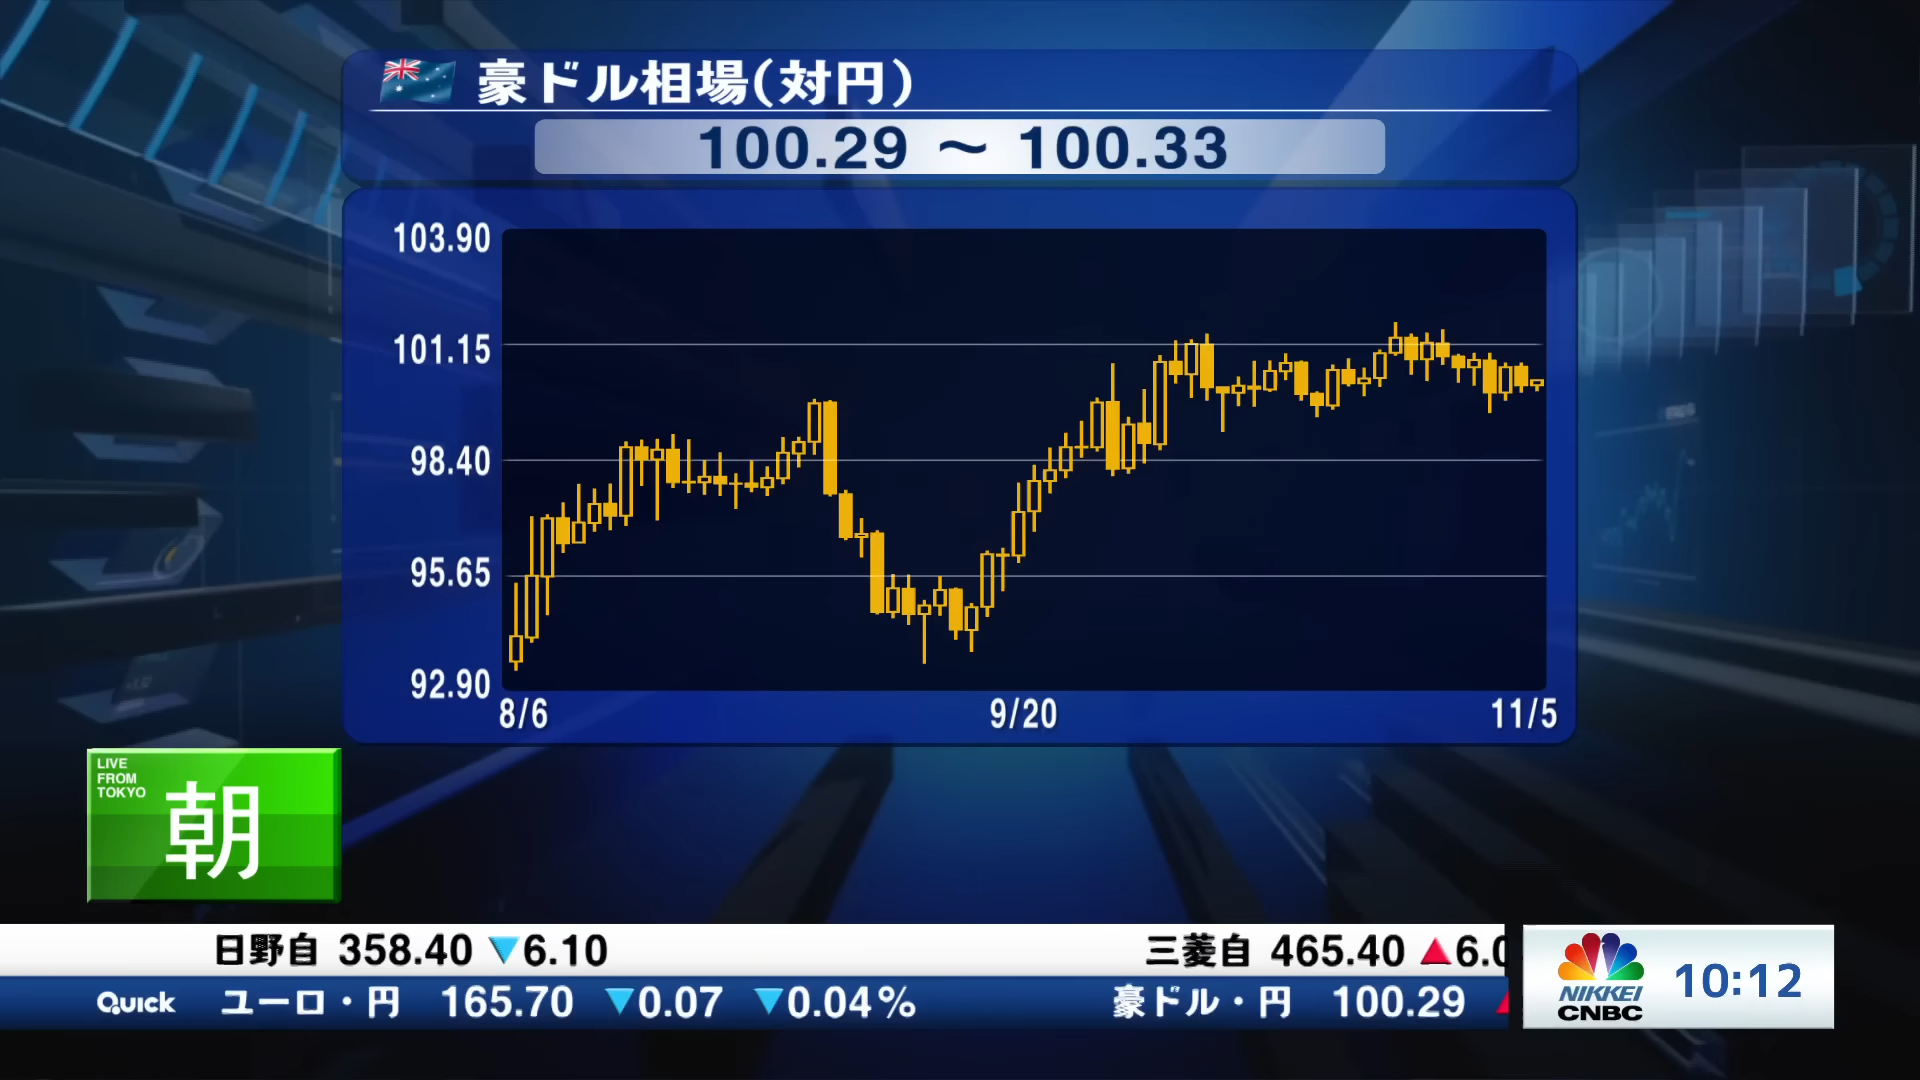 豪ドル相場(対円)
100.29 ～ 100.33
103.90
101.15
98.40
95.65
92.90
8/6 9/20 11/5
LIVE
FROM
TOKYO
朝
日野自 358.40 ▼6.10 三菱自 465.40 ▲6.0
QUICK ユーロ・円 165.70 ▼0.07 ▼0.04% 豪ドル・円 100.29
NIKKEI
CNBC
10:12